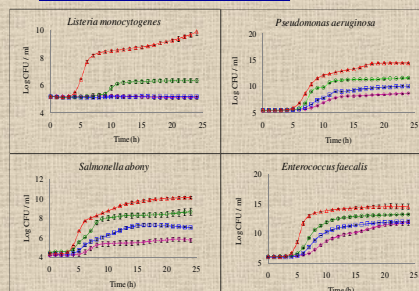 Listeria monocytogenes
Log CFU / ml
10
8
6
4
0 5 10 15 20 25
Time (h)
Pseudomonas aeruginosa
Log CFU / ml
20
15
10
5
0 5 10 15 20 25
Time (h)
Salmonella abony
Log CFU / ml
12
10
8
6
4
0 5 10 15 20 25
Time (h)
Enterococcus faecalis
Log CFU / ml
20
15
10
5
0 5 10 15 20 25
Time (h)